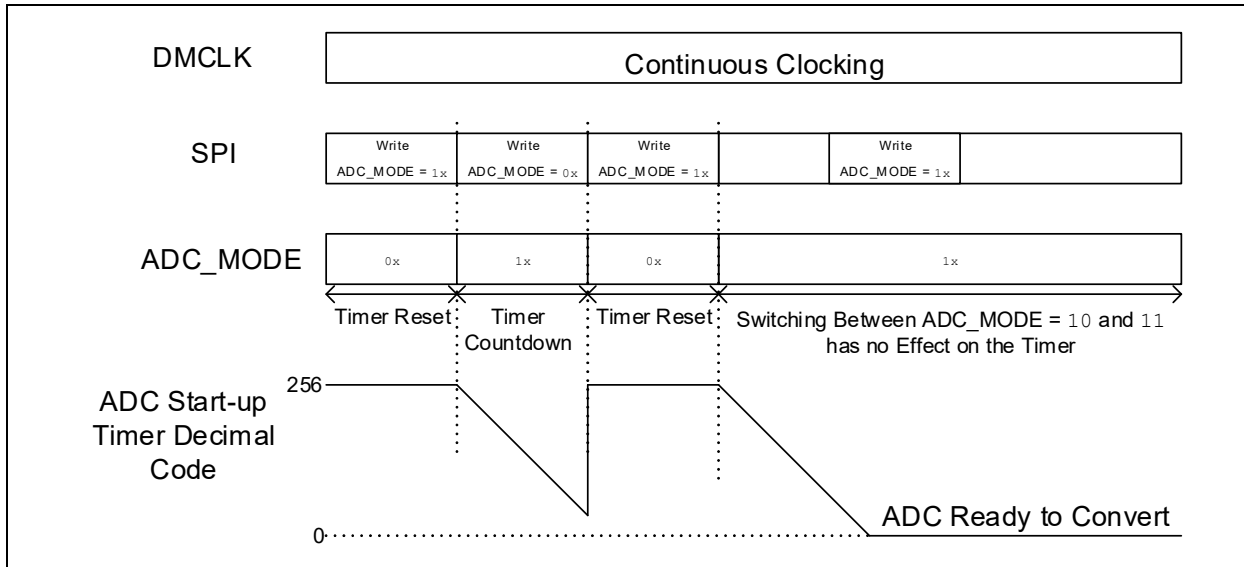 DMCLK
Continuous Clocking
SPI
Write
ADC_MODE = 1x
Write
ADC_MODE = 0x
Write
ADC_MODE = 1x
Write
ADC_MODE = 1x
ADC_MODE
0x
1x
0x
1x
Timer Reset
Timer
Countdown
Timer Reset
Switching Between ADC_MODE = 10 and 11
has no Effect on the Timer
ADC Start-up
Timer Decimal
Code
256
0
ADC Ready to Convert